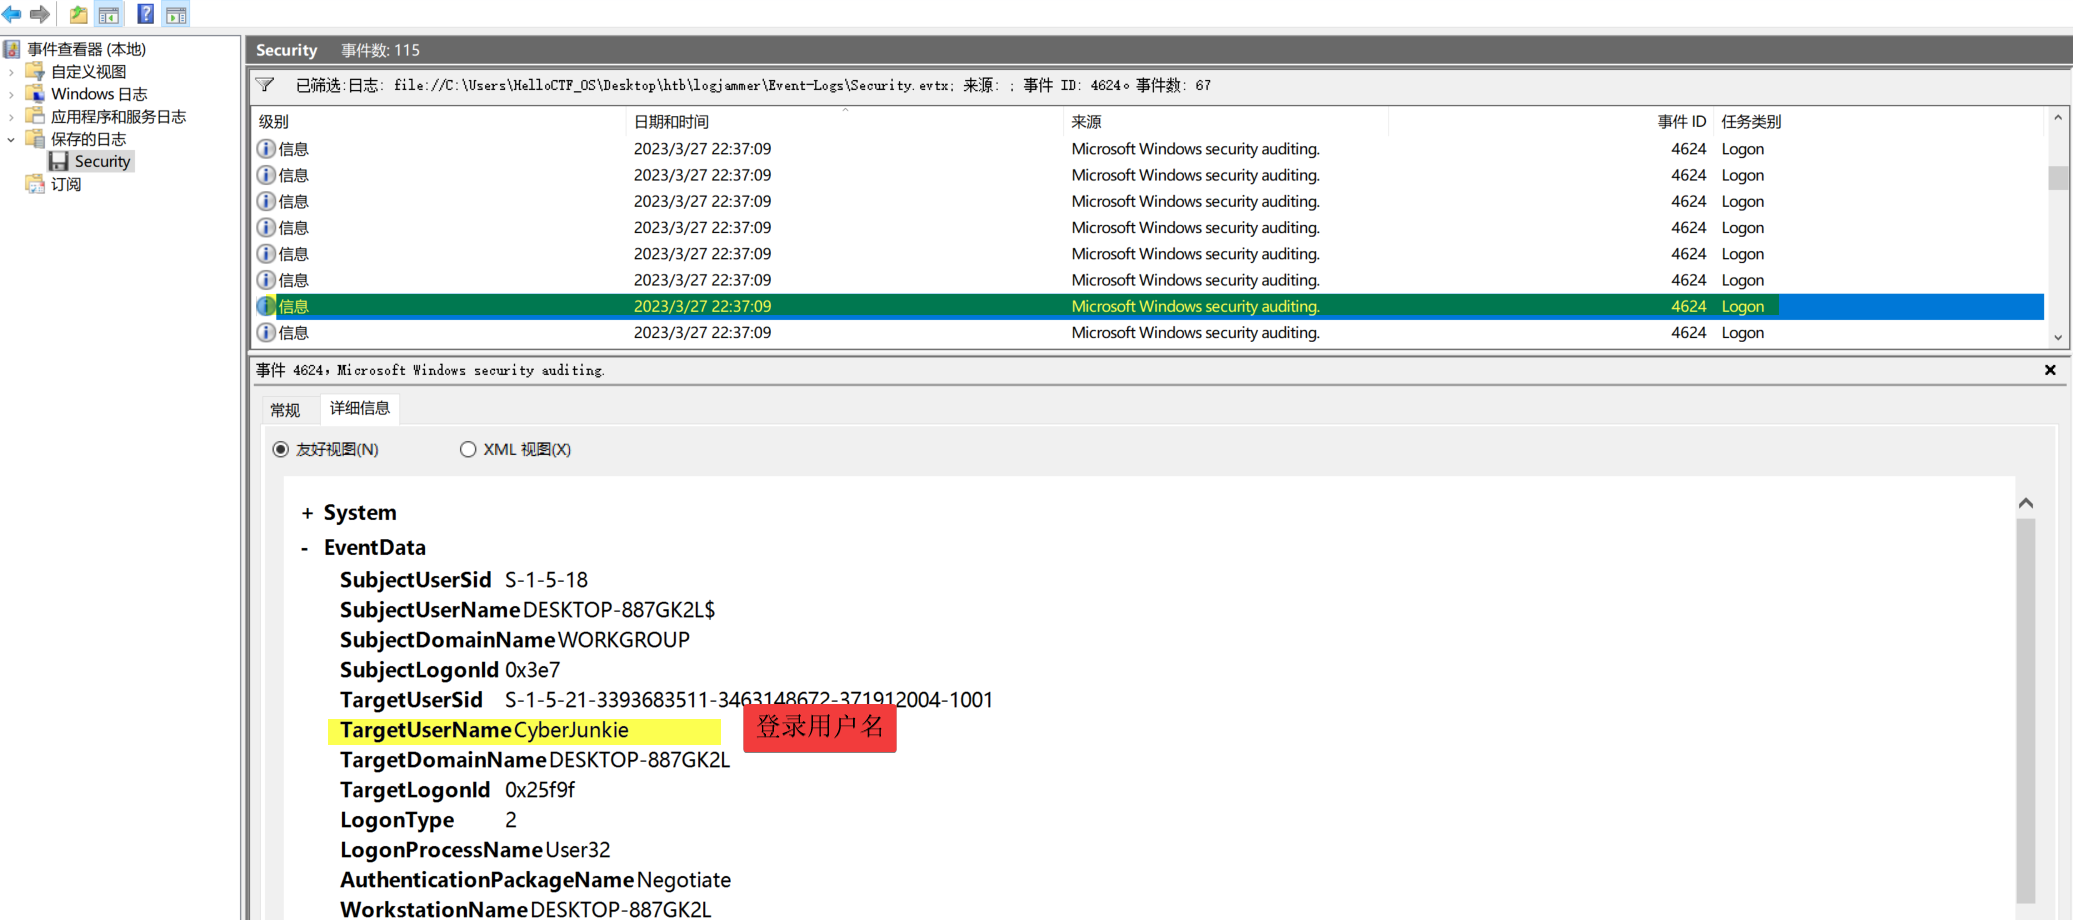 事件查看器 (本地)
自定义视图
Windows 日志
应用程序和服务日志
保存的日志
Security
订阅
Security 事件数: 115
已筛选:日志: file://C:\Users\HelloCTF_OS\Desktop\htb\logjammer\Event-Logs\Security.evtx; 来源: ; 事件 ID: 4624。事件数: 67
级别 日期和时间 来源 事件 ID 任务类别
信息 2023/3/27 22:37:09 Microsoft Windows security auditing. 4624 Logon
信息 2023/3/27 22:37:09 Microsoft Windows security auditing. 4624 Logon
信息 2023/3/27 22:37:09 Microsoft Windows security auditing. 4624 Logon
信息 2023/3/27 22:37:09 Microsoft Windows security auditing. 4624 Logon
信息 2023/3/27 22:37:09 Microsoft Windows security auditing. 4624 Logon
信息 2023/3/27 22:37:09 Microsoft Windows security auditing. 4624 Logon
信息 2023/3/27 22:37:09 Microsoft Windows security auditing. 4624 Logon
信息 2023/3/27 22:37:09 Microsoft Windows security auditing. 4624 Logon
事件 4624，Microsoft Windows security auditing.
常规 详细信息
友好视图(N) XML 视图(X)
+ System
- EventData
SubjectUserSid S-1-5-18
SubjectUserName DESKTOP-887GK2L$
SubjectDomainName WORKGROUP
SubjectLogonId 0x3e7
TargetUserSid S-1-5-21-3393683511-3463148672-371912004-1001
TargetUserName CyberJunkie
登录用户名
TargetDomainName DESKTOP-887GK2L
TargetLogonId 0x25f9f
LogonType 2
LogonProcessName User32
AuthenticationPackageName Negotiate
WorkstationName DESKTOP-887GK2L